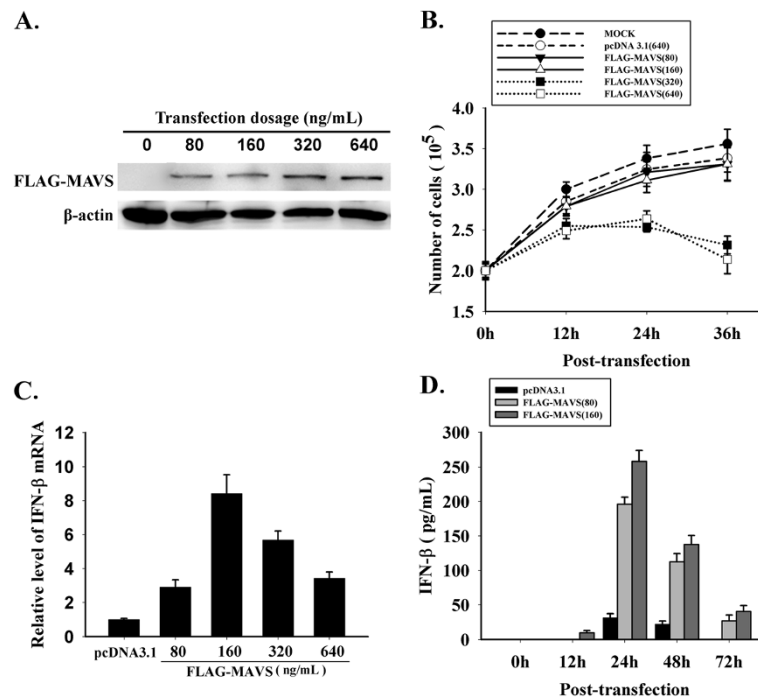 A.
Transfection dosage (ng/mL)
0 80 160 320 640
FLAG-MAVS
β-actin
B.
MOCK
pcDNA 3.1(640)
FLAG-MAVS(80)
FLAG-MAVS(160)
FLAG-MAVS(320)
FLAG-MAVS(640)
Number of cells ( 10⁵)
4.0
3.5
3.0
2.5
2.0
1.5
0h 12h 24h 36h
Post-transfection
C.
Relative level of IFN-β mRNA
12
10
8
6
4
2
0
pcDNA3.1 80 160 320 640
FLAG-MAVS ( ng/mL)
D.
pcDNA3.1
FLAG-MAVS(80)
FLAG-MAVS(160)
IFN-β ( pg/mL)
300
250
200
150
100
50
0
0h 12h 24h 48h 72h
Post-transfection